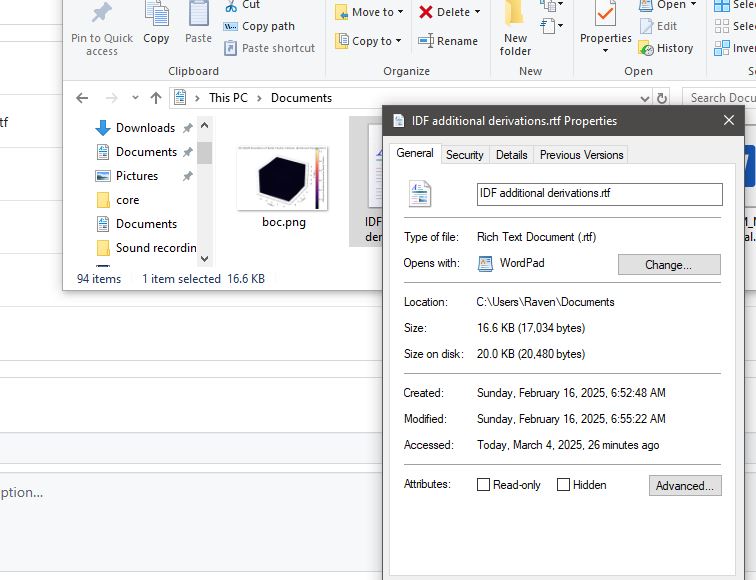 Pin to Quick
access
Copy
Paste
Cut
Copy path
Paste shortcut
Clipboard
Move to
Copy to
Delete
Rename
Organize
New
folder
New
Properties
Open
Edit
History
Open
This PC > Documents
Search Docu
Downloads
Documents
Pictures
core
Documents
Sound recordin
boc.png
IDF
der
94 items
1 item selected 16.6 KB
IDF additional derivations.rtf Properties
General
Security
Details
Previous Versions
IDF additional derivations.rtf
Type of file: Rich Text Document (.rtf)
Opens with: WordPad
Change...
Location: C:\Users\Raven\Documents
Size: 16.6 KB (17,034 bytes)
Size on disk: 20.0 KB (20,480 bytes)
Created: Sunday, February 16, 2025, 6:52:48 AM
Modified: Sunday, February 16, 2025, 6:55:22 AM
Accessed: Today, March 4, 2025, 26 minutes ago
Attributes: Read-only Hidden
Advanced...
tf
ption...